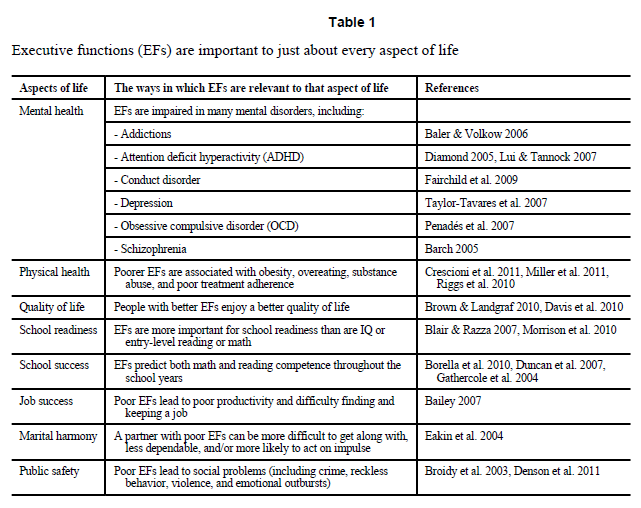 Table 1
Executive functions (EFs) are important to just about every aspect of life
Aspects of life The ways in which EFs are relevant to that aspect of life References
Mental health EFs are impaired in many mental disorders, including:
- Addictions Baler & Volkow 2006
- Attention deficit hyperactivity (ADHD) Diamond 2005, Lui & Tannock 2007
- Conduct disorder Fairchild et al. 2009
- Depression Taylor-Tavares et al. 2007
- Obsessive compulsive disorder (OCD) Penadés et al. 2007
- Schizophrenia Barch 2005
Physical health Poorer EFs are associated with obesity, overeating, substance Crescioni et al. 2011, Miller et al. 2011,
abuse, and poor treatment adherence Riggs et al. 2010
Quality of life People with better EFs enjoy a better quality of life Brown & Landgraf 2010, Davis et al. 2010
School readiness EFs are more important for school readiness than are IQ or Blair & Razza 2007, Morrison et al. 2010
entry-level reading or math
School success EFs predict both math and reading competence throughout the Borella et al. 2010, Duncan et al. 2007,
school years Gathercole et al. 2004
Job success Poor EFs lead to poor productivity and difficulty finding and Bailey 2007
keeping a job
Marital harmony A partner with poor EFs can be more difficult to get along with, Eakin et al. 2004
less dependable, and/or more likely to act on impulse
Public safety Poor EFs lead to social problems (including crime, reckless Broidy et al. 2003, Denson et al. 2011
behavior, violence, and emotional outbursts)